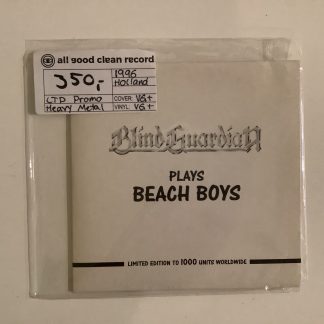 all good clean record
350,-
1996
Holland
LTD Promo
Heavy Metal
COVER: VG+
VINYL: VG+
Blind Guardian
PLAYS
BEACH BOYS
LIMITED EDITION TO 1000 UNITS WORLDWIDE